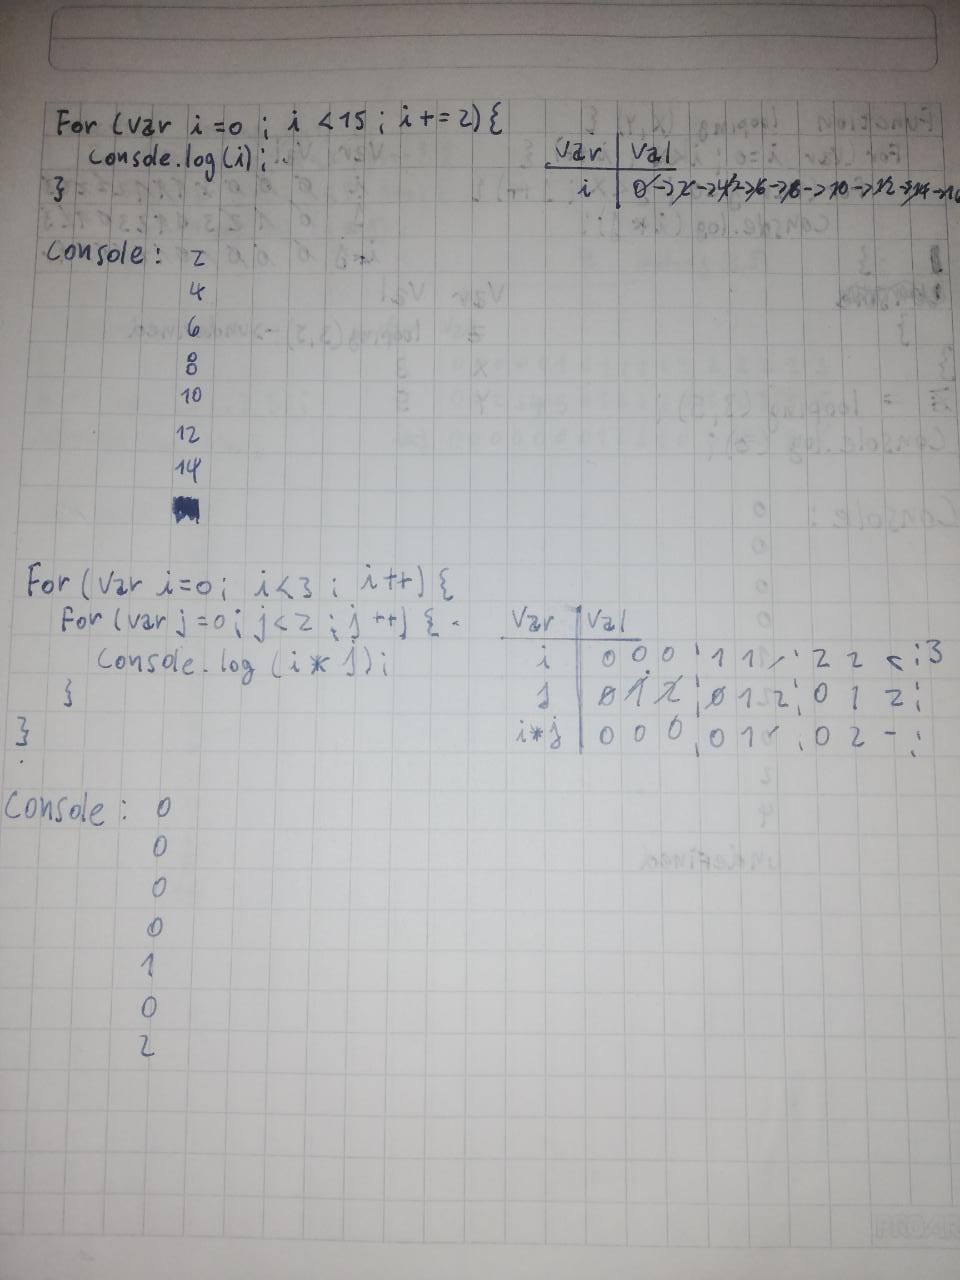 For (var i=0 ; i <15 ; i+=2){
Console.log(i);
}
Var Val
i 0->2->4->6->8->10->12->14->16
Console : 2
4
6
8
10
12
14
For (var i=0; i<3 ; i++) {
For (var j=0; j<2 ; j++) {
Console.log (i* j);
}
}
Var Val
i 0 0 0 1 1 2 2 3
j 0 1 2 0 1 2 0 1 2
i*j 0 0 0 0 1 - 0 2 -
Console : 0
0
0
0
1
0
2